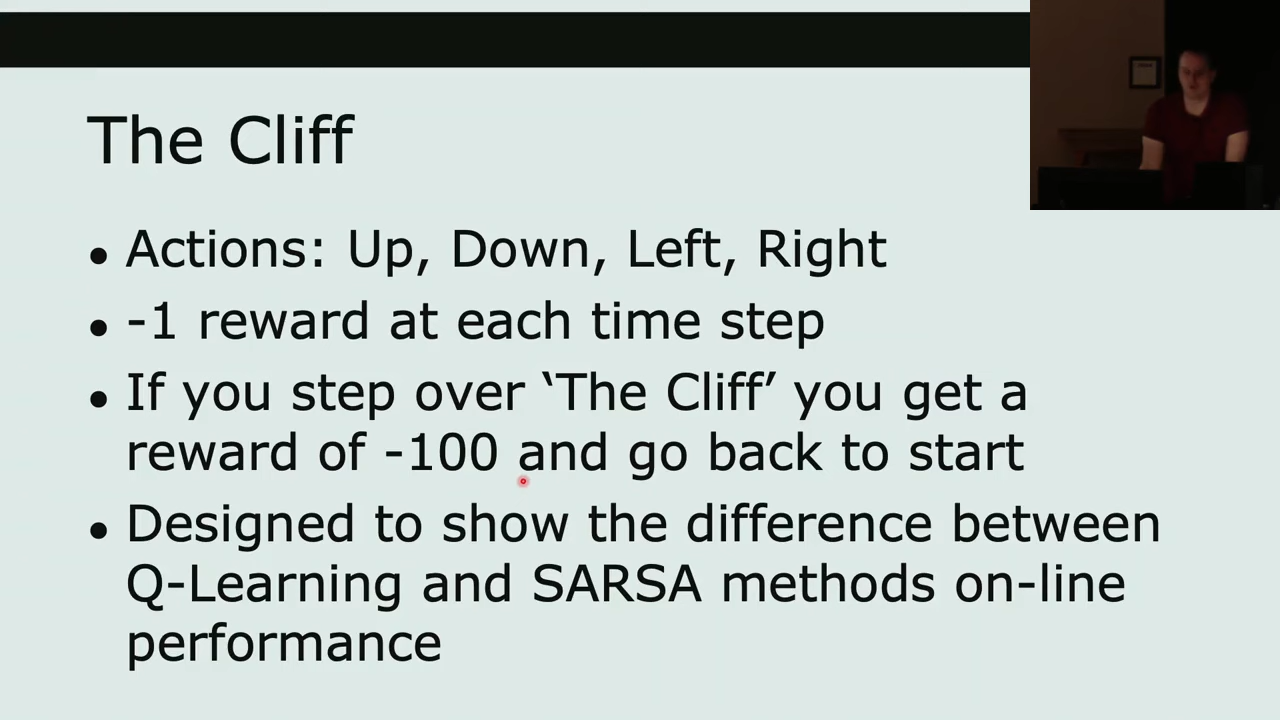 The Cliff
• Actions: Up, Down, Left, Right
• -1 reward at each time step
• If you step over ‘The Cliff’ you get a
reward of -100 and go back to start
• Designed to show the difference between
Q-Learning and SARSA methods on-line
performance